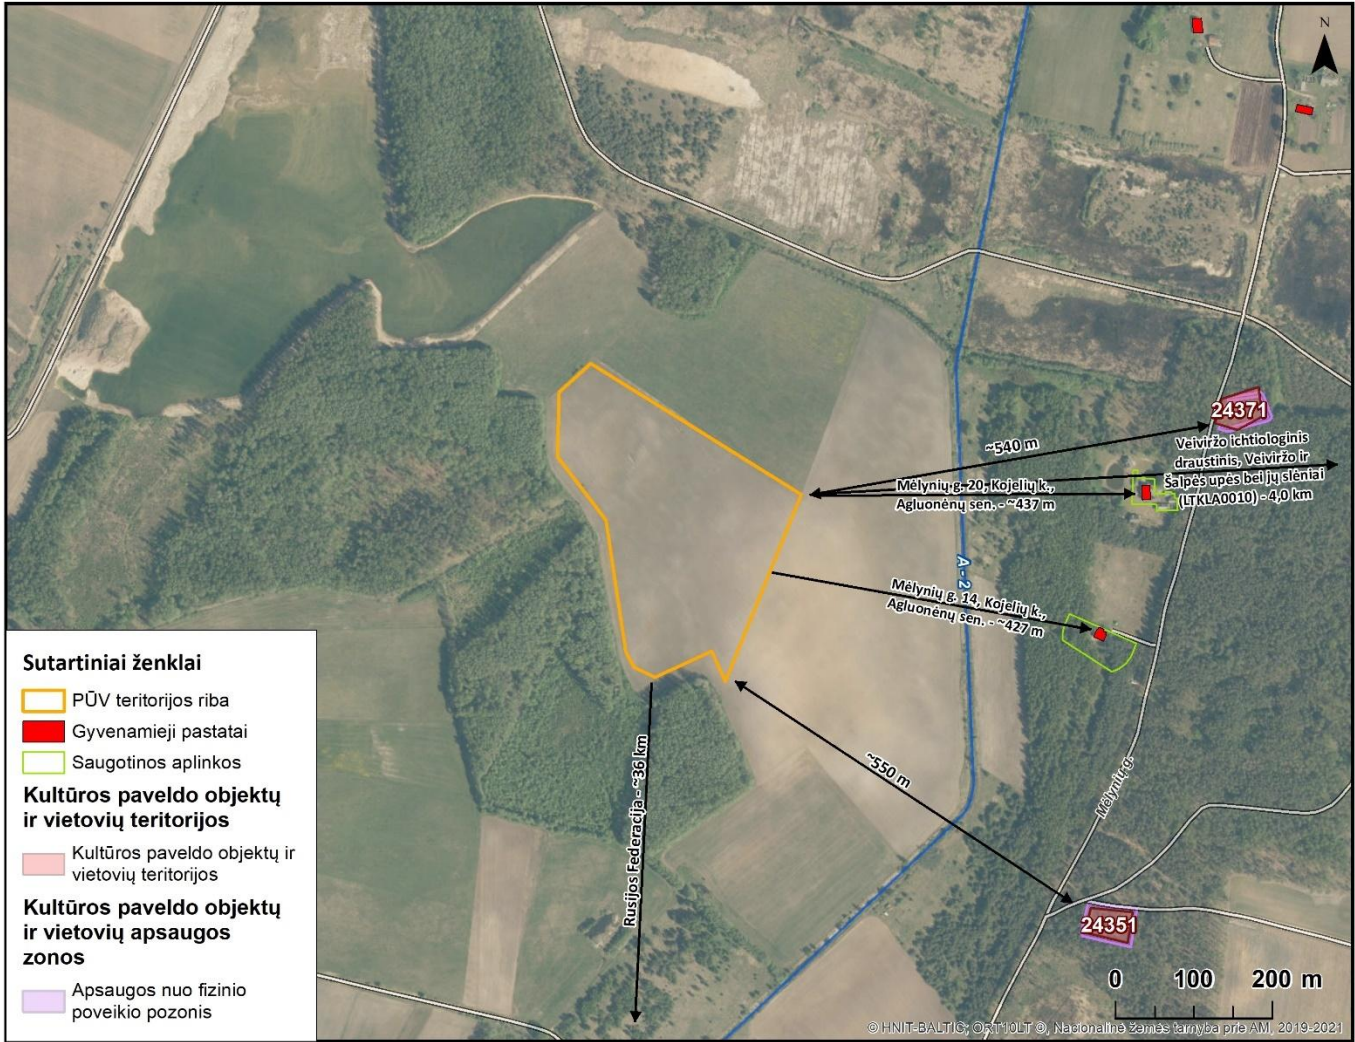 N
24371
~540 m
Veiviržo ichtiologinis
draustinis, Veiviržo ir
Šalpės upės bei jų slėniai
(LTKLA0010) - 4,0 km
Mėlynių g. 20, Kojelių k.,
Agluonėnų sen. - ~437 m
A - 2
Mėlynių g. 14, Kojelių k.,
Agluonėnų sen. - ~427 m
Mėlynių g.
~550 m
Rusijos Federacija - ~36 km
24351
Sutartiniai ženklai
PŪV teritorijos riba
Gyvenamieji pastatai
Saugotinos aplinkos
Kultūros paveldo objektų
ir vietovių teritorijos
Kultūros paveldo objektų ir
vietovių teritorijos
Kultūros paveldo objektų
ir vietovių apsaugos
zonos
Apsaugos nuo fizinio
poveikio pozonis
0 100 200 m
© HNIT-BALTIC; ORT10LT ©, Nacionalinė žemės tarnyba prie AM, 2019-2021